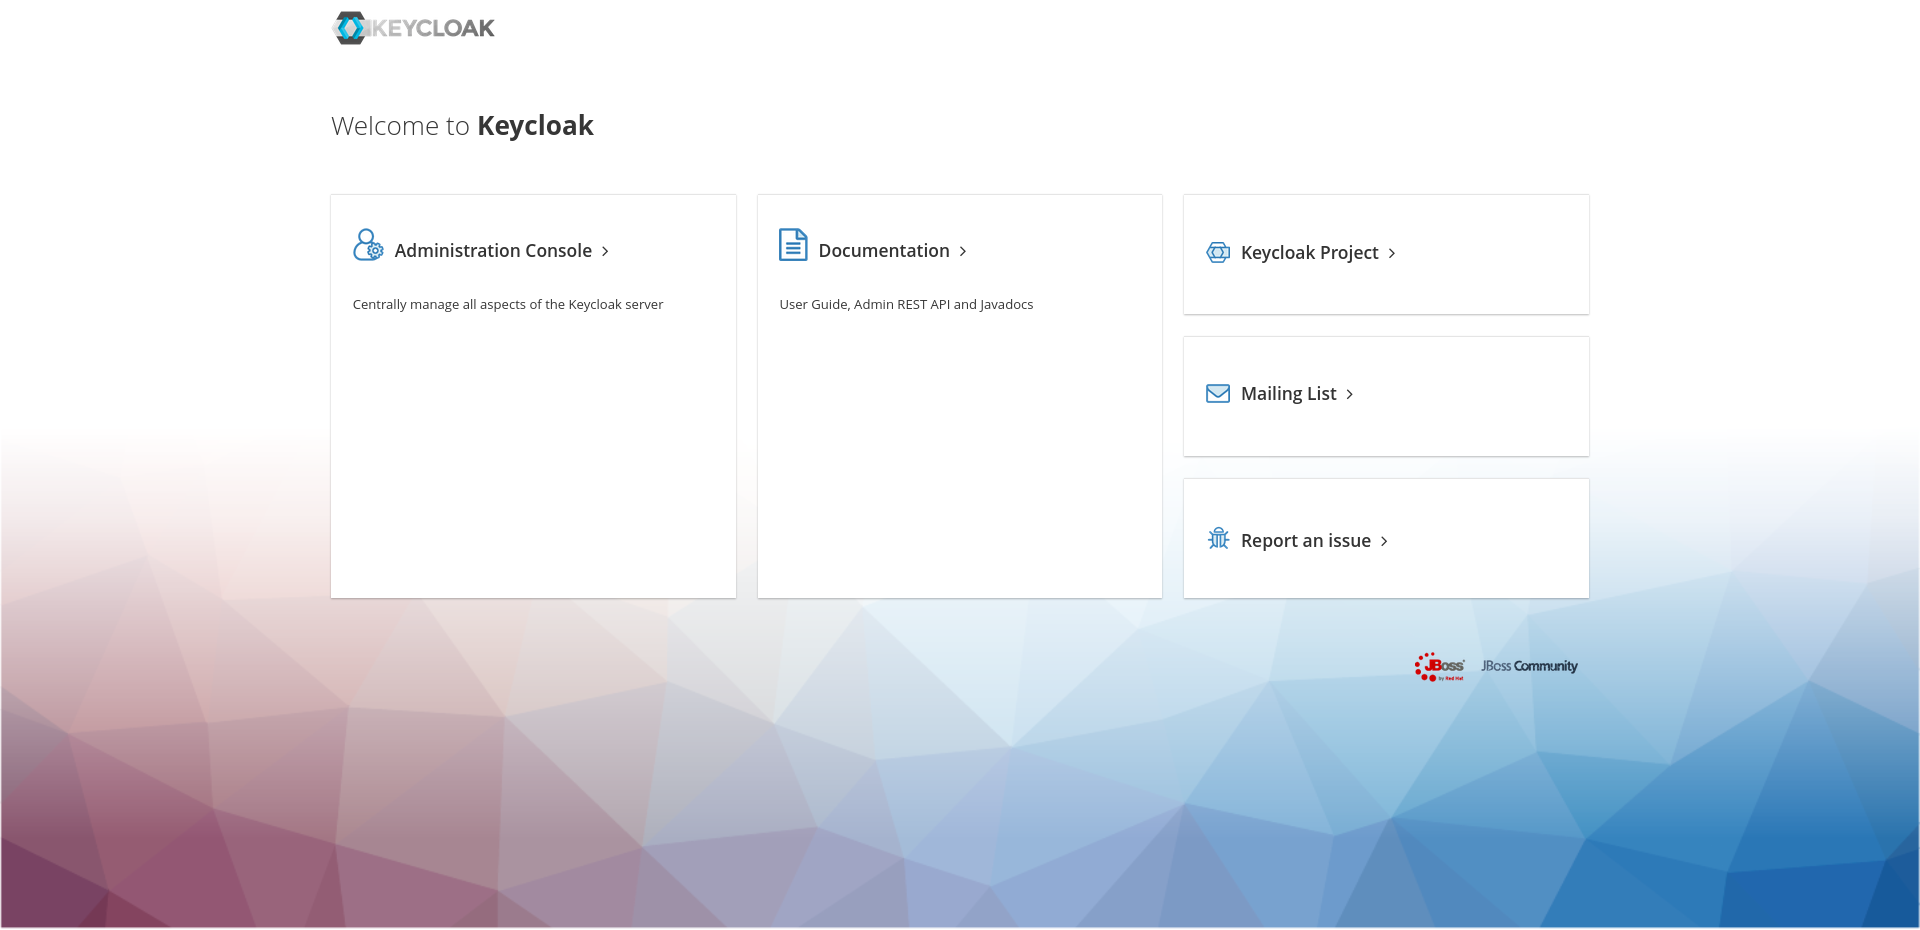 KEYCLOAK
Welcome to Keycloak
Administration Console
Centrally manage all aspects of the Keycloak server
Documentation
User Guide, Admin REST API and Javadocs
Keycloak Project
Mailing List
Report an issue
JBoss by Red Hat
JBoss Community